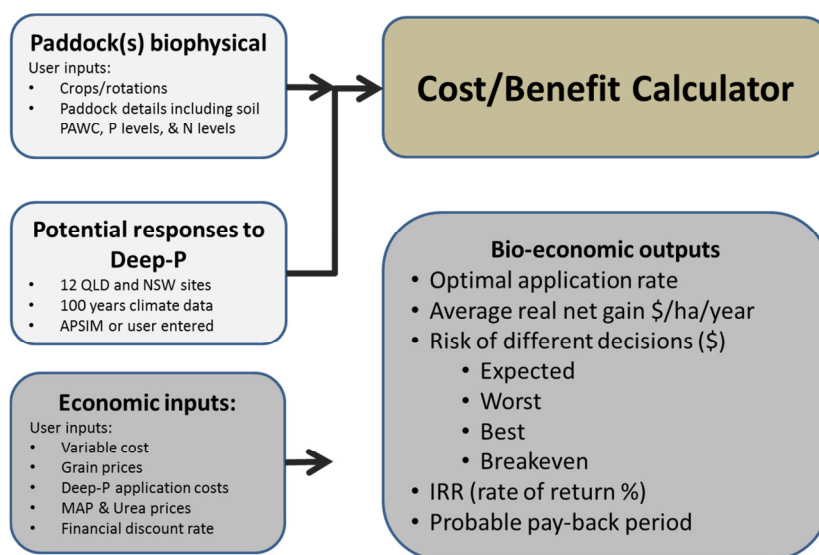 Paddock(s) biophysical
User inputs:
• Crops/rotations
• Paddock details including soil
PAWC, P levels, & N levels
Cost/Benefit Calculator
Potential responses to
Deep-P
• 12 QLD and NSW sites
• 100 years climate data
• APSIM or user entered
Economic inputs:
User inputs:
• Variable cost
• Grain prices
• Deep-P application costs
• MAP & Urea prices
• Financial discount rate
Bio-economic outputs
• Optimal application rate
• Average real net gain $/ha/year
• Risk of different decisions ($)
• Expected
• Worst
• Best
• Breakeven
• IRR (rate of return %)
• Probable pay-back period